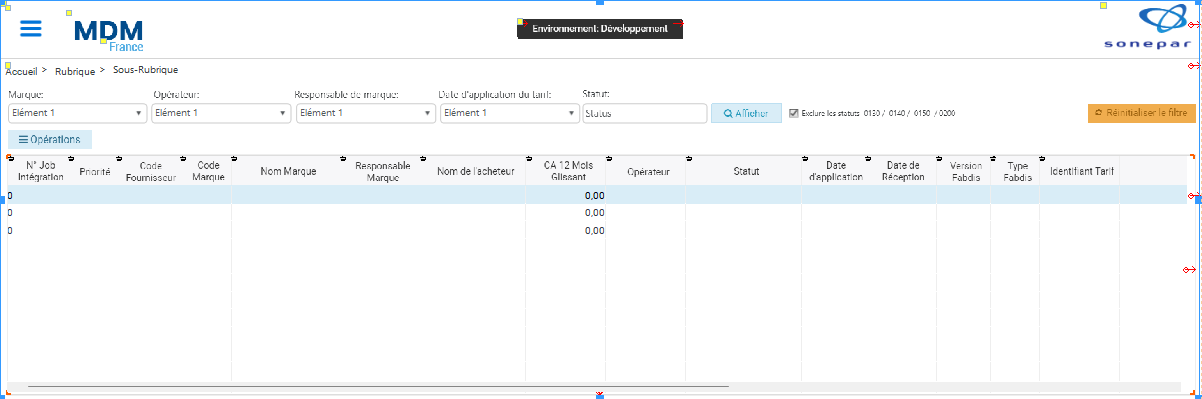 MDM
France
Environnement: Développement
sonepar
Accueil > Rubrique > Sous-Rubrique
Marque: Opérateur: Responsable de marque: Date d'application du tarif: Statut:
Elément 1 Elément 1 Elément 1 Elément 1 Status Afficher Exclure les statuts 0130 / 0140 / 0150 / 0200 Réinitialiser le filtre
Opérations
N° Job Intégration Priorité Code Fournisseur Code Marque Nom Marque Responsable Marque Nom de l'acheteur CA 12 Mois Glissant Opérateur Statut Date d'application Date de Réception Version Fabdis Type Fabdis Identifiant Tarif
0 0,00
0 0,00
0 0,00